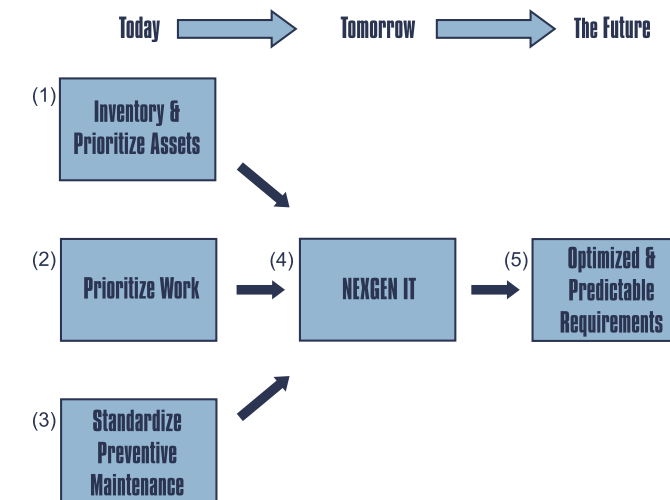 Today
Tomorrow
The Future
(1)
Inventory &
Prioritize Assets
(2)
Prioritize Work
(4)
NEXGEN IT
(5)
Optimized &
Predictable
Requirements
(3)
Standardize
Preventive
Maintenance